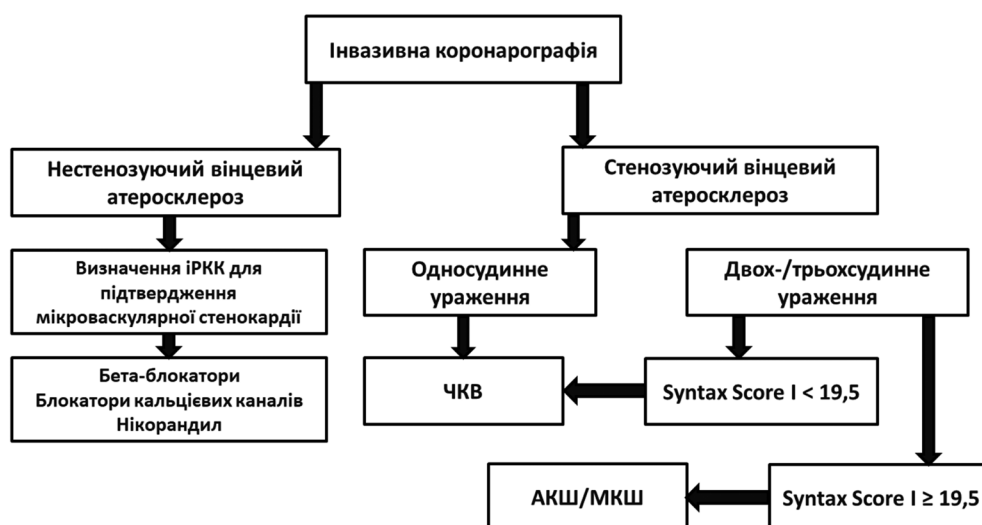 Інвазивна коронарографія
Нестенозуючий вінцевий
атеросклероз
Стенозуючий вінцевий
атеросклероз
Визначення іРКК для
підтвердження
мікроваскулярної стенокардії
Односудинне
ураження
Двох-/трьохсудинне
ураження
Бета-блокатори
Блокатори кальцієвих каналів
Нікорандил
ЧКВ
Syntax Score I < 19,5
АКШ/МКШ
Syntax Score I ≥ 19,5